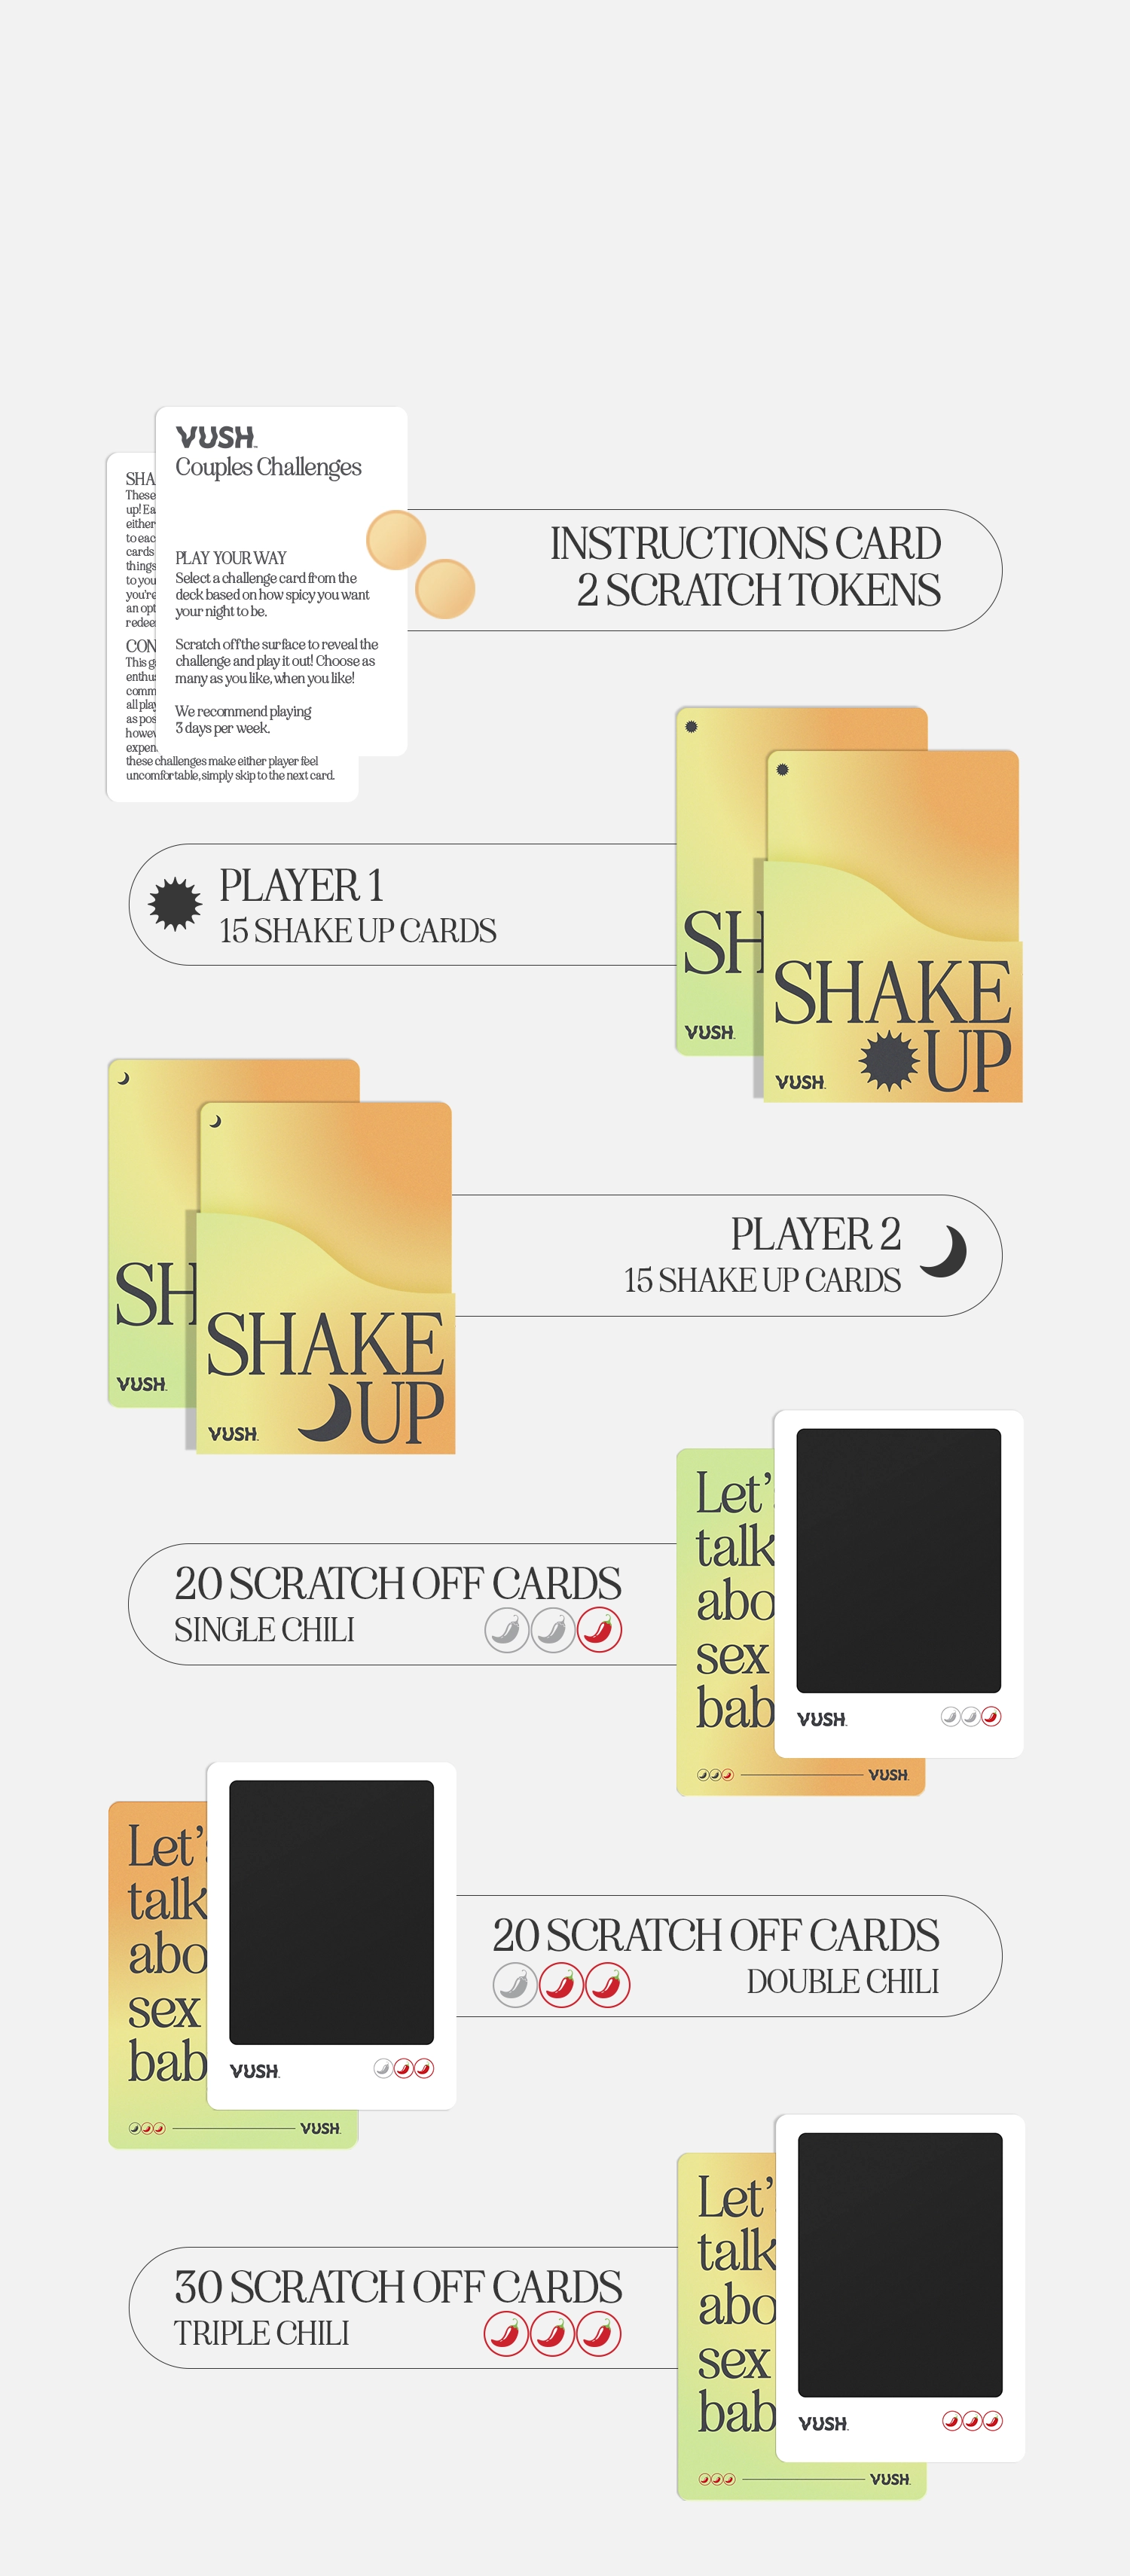 VUSH
Couples Challenges
PLAY YOUR WAY
Select a challenge card from the
deck based on how spicy you want
your night to be.
Scratch off the surface to reveal the
challenge and play it out! Choose as
many as you like, when you like!
We recommend playing
3 days per week.
SHA
These
up! Ea
either
to eac
cards
things
to you
you're
an opt
redee
CON
This g
enthu
comm
all play
as pos
howev
expen
these challenges make either player feel
uncomfortable, simply skip to the next card.
INSTRUCTIONS CARD
2 SCRATCH TOKENS
PLAYER 1
15 SHAKE UP CARDS
SH
VUSH
SHAKE
UP
VUSH
SH
VUSH
SHAKE
UP
VUSH
PLAYER 2
15 SHAKE UP CARDS
20 SCRATCH OFF CARDS
SINGLE CHILI
Let's
talk
abo
sex
bab
VUSH
VUSH
Let's
talk
abo
sex
bab
VUSH
VUSH
20 SCRATCH OFF CARDS
DOUBLE CHILI
30 SCRATCH OFF CARDS
TRIPLE CHILI
Let's
talk
abo
sex
bab
VUSH
VUSH